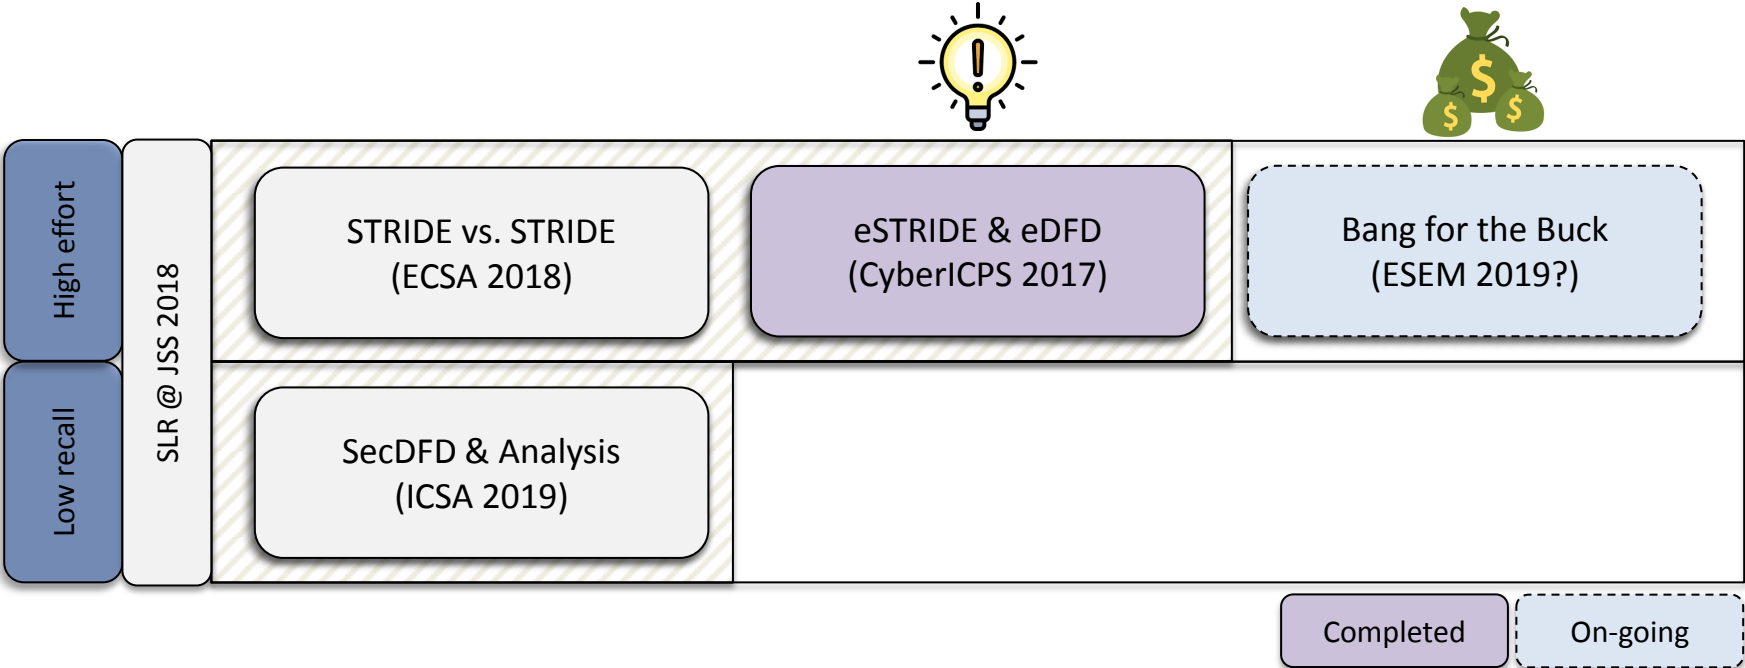 !
$
$
$
High effort
SLR @ JSS 2018
STRIDE vs. STRIDE
(ECSA 2018)
eSTRIDE & eDFD
(CyberICPS 2017)
Bang for the Buck
(ESEM 2019?)
Low recall
SecDFD & Analysis
(ICSA 2019)
Completed
On-going